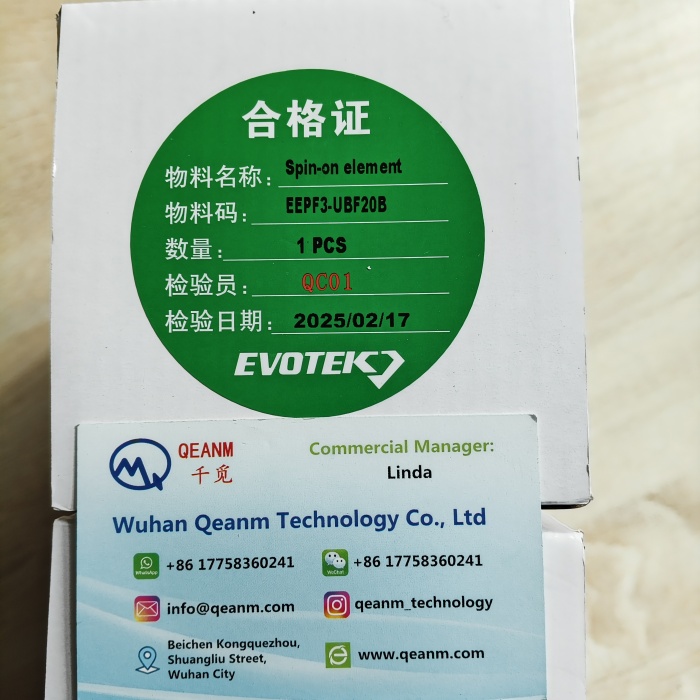 合格证
物料名称: Spin-on element
物料码: EEPF3-UBF20B
数量: 1 PCS
检验员: QC01
检验日期: 2025/02/17
EVOTEK
MQ
QEANM
千觅
Commercial Manager:
Linda
Wuhan Qeanm Technology Co., Ltd
WhatsApp
+86 17758360241
WeChat
+86 17758360241
info@qeanm.com
qeanm_technology
Beichen Kongquezhou,
Shuangliu Street,
Wuhan City
www.qeanm.com